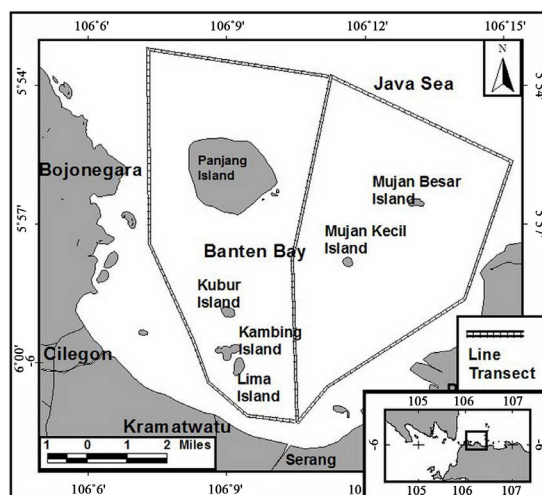 106°6'
106°9'
106°12'
106°15'
5°54'
N
Java Sea
Bojonegara
Panjang
Island
Mujan Besar
Island
5°57'
Mujan Kecil
Island
Banten Bay
Kubur
Island
Kambing
Island
Cilegon
6°00'
Lima
Island
Line
Transect
Kramatwatu
1 0 1 2 Miles
Serang
105 106 107
-6
105 106 107
106°6'
106°9'